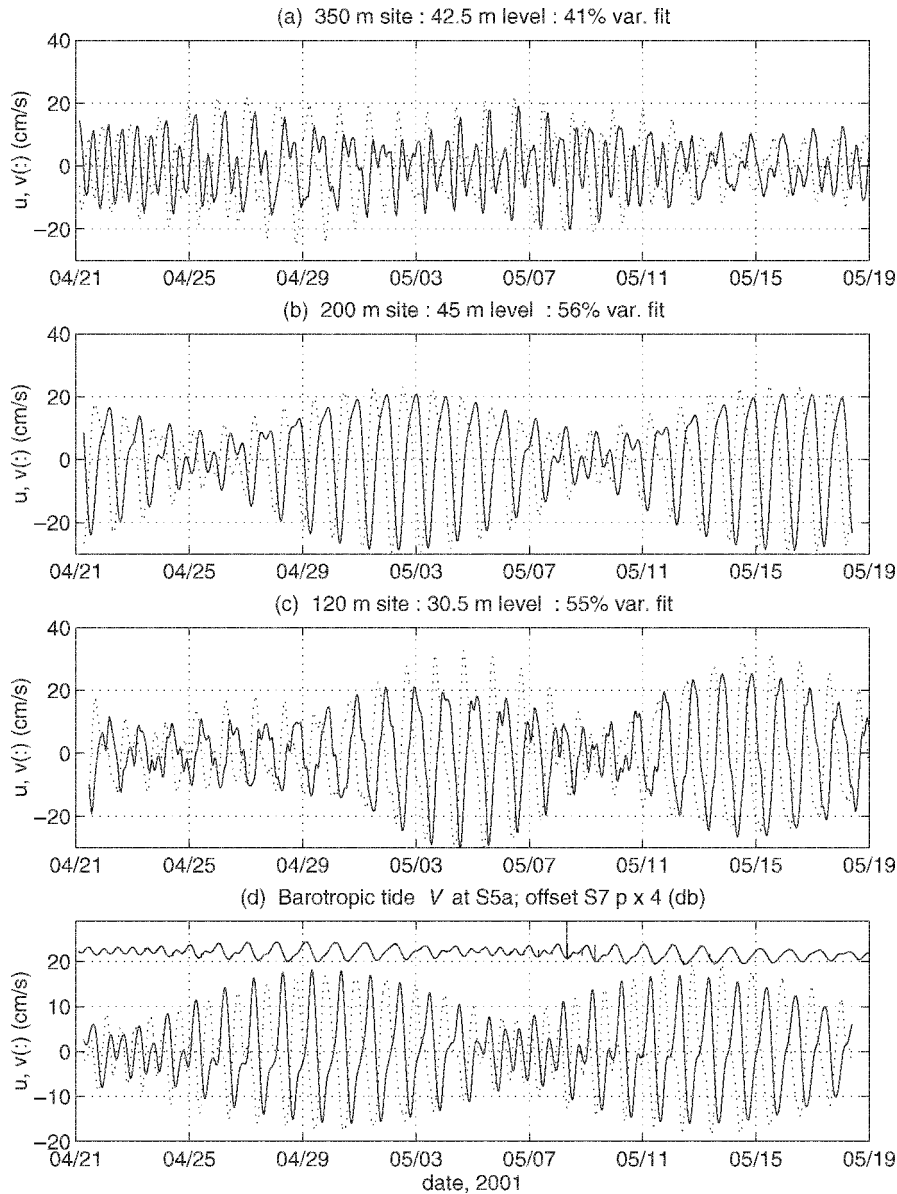 (a) 350 m site : 42.5 m level : 41% var. fit
40
20
0
−20
u, v(:) (cm/s)
04/21 04/25 04/29 05/03 05/07 05/11 05/15 05/19
(b) 200 m site : 45 m level : 56% var. fit
40
20
0
−20
u, v(:) (cm/s)
04/21 04/25 04/29 05/03 05/07 05/11 05/15 05/19
(c) 120 m site : 30.5 m level : 55% var. fit
40
20
0
−20
u, v(:) (cm/s)
04/21 04/25 04/29 05/03 05/07 05/11 05/15 05/19
(d) Barotropic tide V at S5a; offset S7 p x 4 (db)
20
10
0
−10
−20
u, v(:) (cm/s)
04/21 04/25 04/29 05/03 05/07 05/11 05/15 05/19
date, 2001